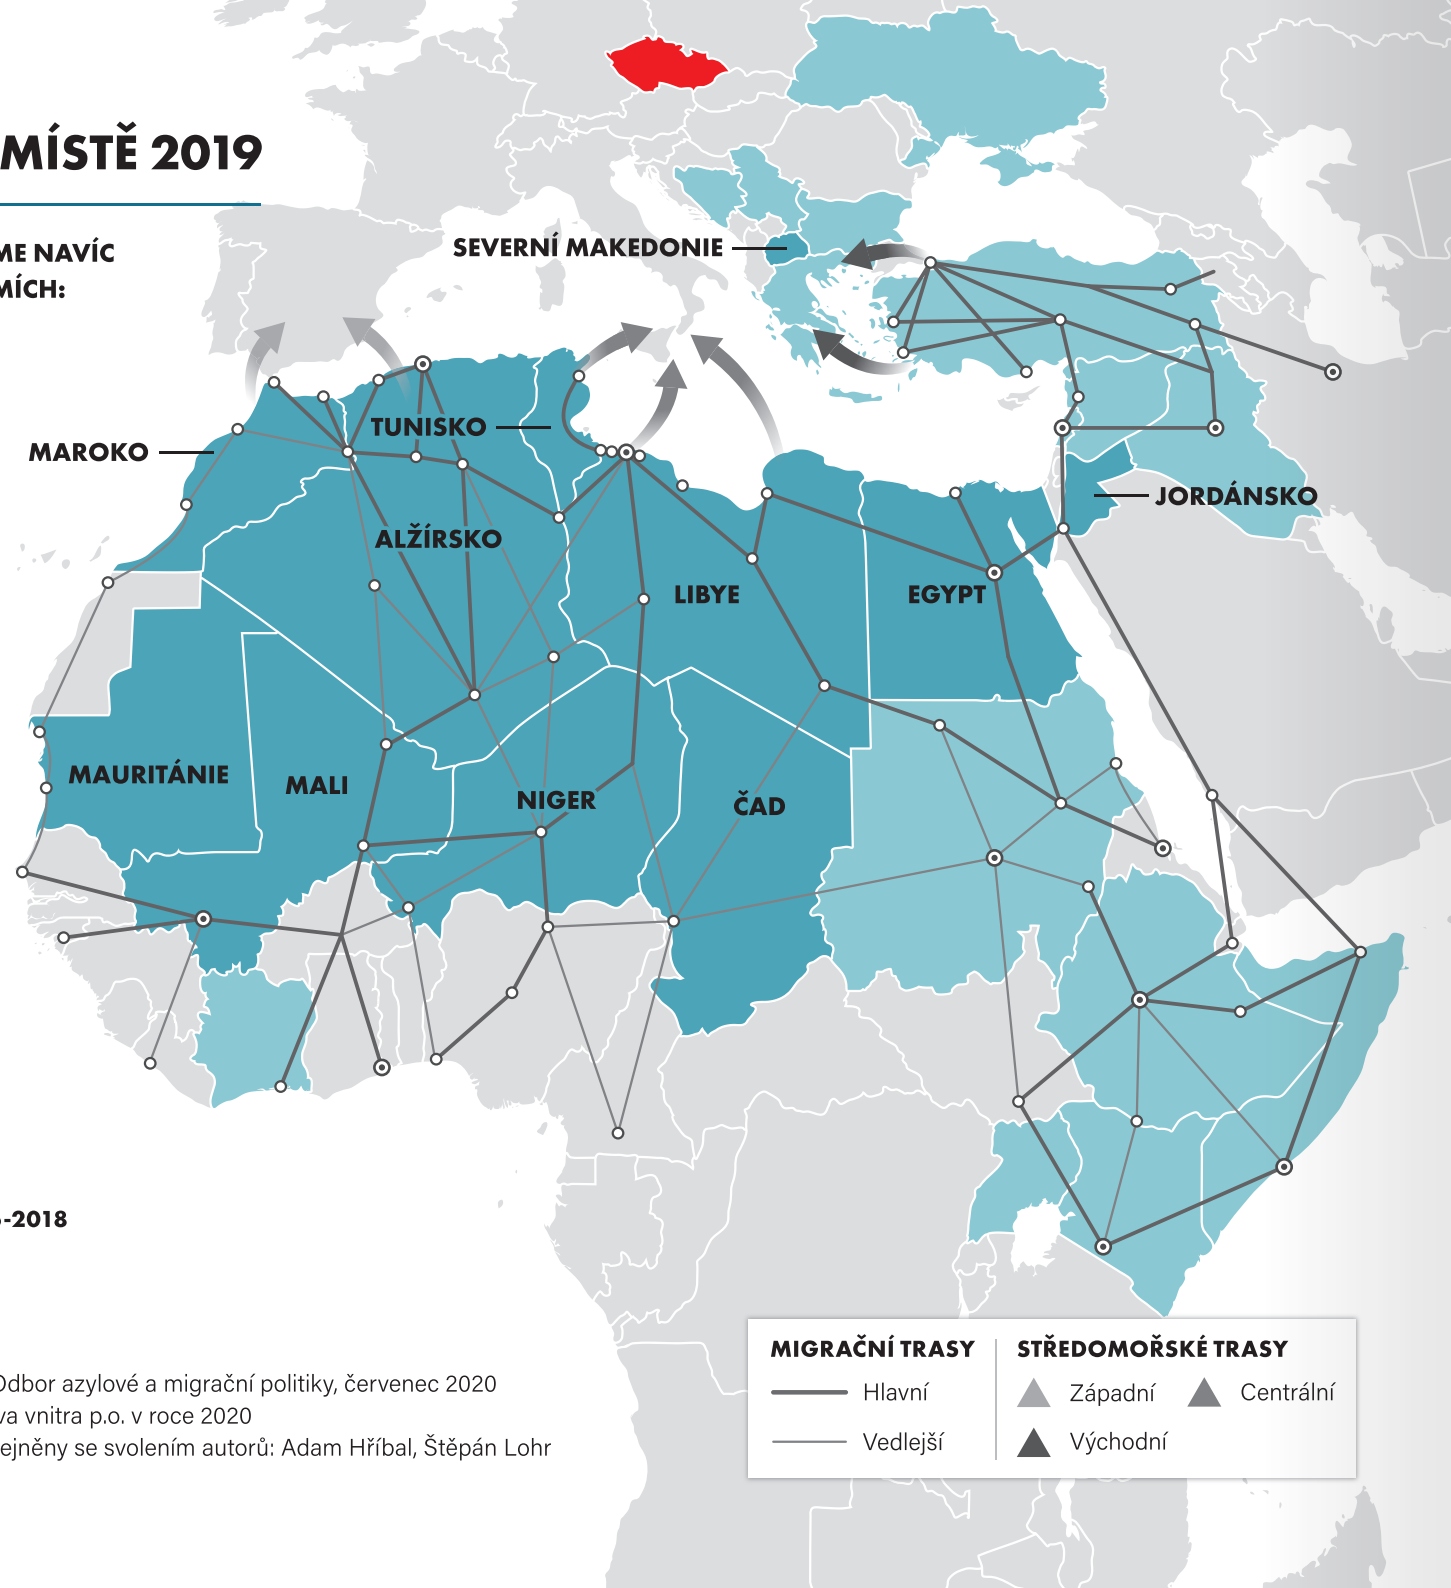 MÍSTĚ 2019
ME NAVÍC
MÍCH:
SEVERNÍ MAKEDONIE
TUNISKO
MAROKO
JORDÁNSKO
ALŽÍRSKO
LIBYE
EGYPT
MAURITÁNIE
MALI
NIGER
ČAD
-2018
MIGRAČNÍ TRASY
Hlavní
Vedlejší
STŘEDOMOŘSKÉ TRASY
Západní
Centrální
Východní
Odbor azylové a migrační politiky, červenec 2020
va vnitra p.o. v roce 2020
ejněny se svolením autorů: Adam Hříbal, Štěpán Lohr